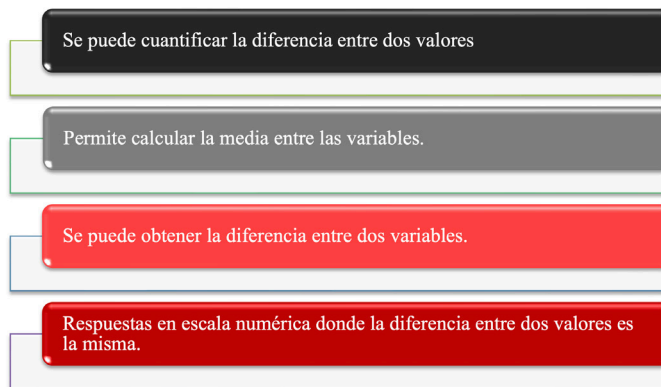 Se puede cuantificar la diferencia entre dos valores
Permite calcular la media entre las variables.
Se puede obtener la diferencia entre dos variables.
Respuestas en escala numérica donde la diferencia entre dos valores es
la misma.